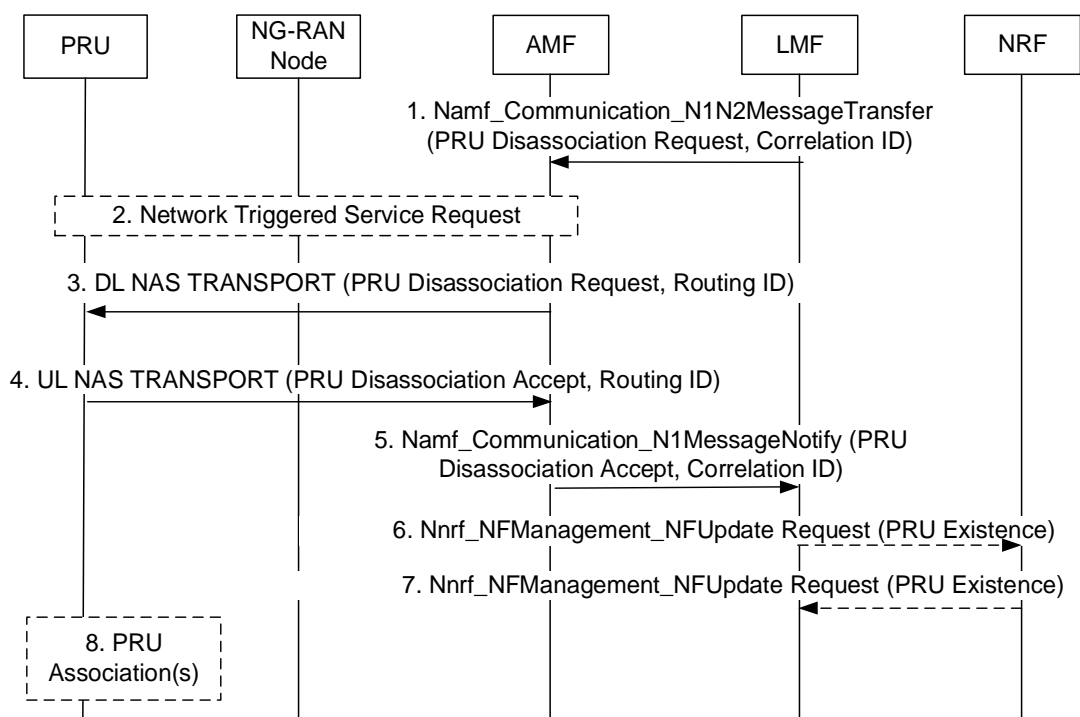 PRU
NG-RAN
Node
AMF
LMF
NRF
1. Namf_Communication_N1N2MessageTransfer
(PRU Disassociation Request, Correlation ID)
2. Network Triggered Service Request
3. DL NAS TRANSPORT (PRU Disassociation Request, Routing ID)
4. UL NAS TRANSPORT (PRU Disassociation Accept, Routing ID)
5. Namf_Communication_N1MessageNotify (PRU
Disassociation Accept, Correlation ID)
6. Nnrf_NFManagement_NFUpdate Request (PRU Existence)
7. Nnrf_NFManagement_NFUpdate Request (PRU Existence)
8. PRU
Association(s)